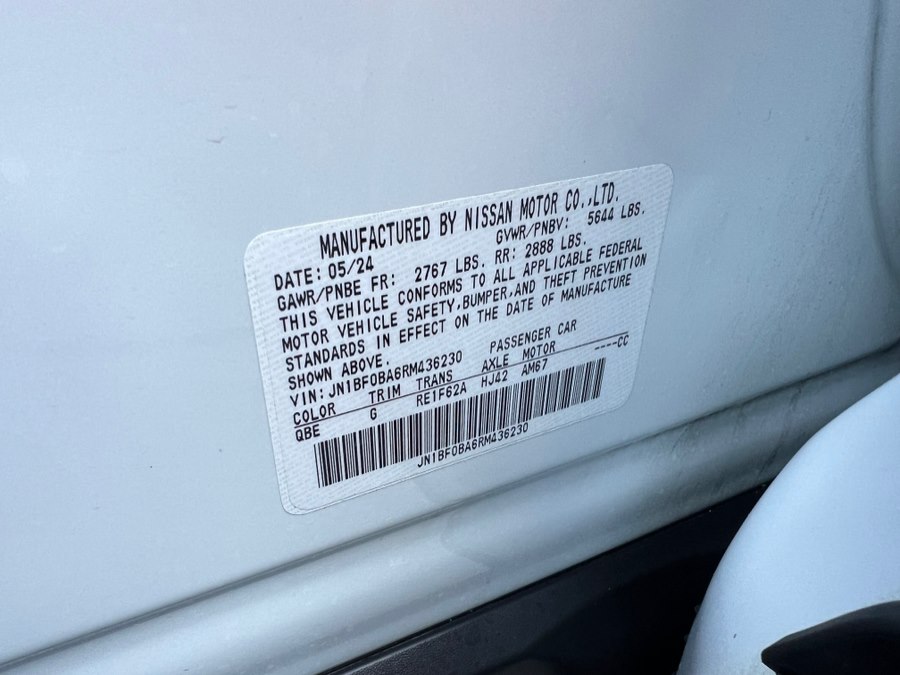 MANUFACTURED BY NISSAN MOTOR CO.,LTD.
DATE: 05/24 GVWR/PNBV: 5644 LBS.
GAWR/PNBE FR: 2767 LBS. RR: 2888 LBS.
THIS VEHICLE CONFORMS TO ALL APPLICABLE FEDERAL
MOTOR VEHICLE SAFETY,BUMPER,AND THEFT PREVENTION
STANDARDS IN EFFECT ON THE DATE OF MANUFACTURE
SHOWN ABOVE.
VIN: JN1BF0BA6RM436230 PASSENGER CAR
COLOR TRIM TRANS AXLE MOTOR ----CC
QBE G RE1F62A HJ42 AM67
JN1BF0BA6RM436230